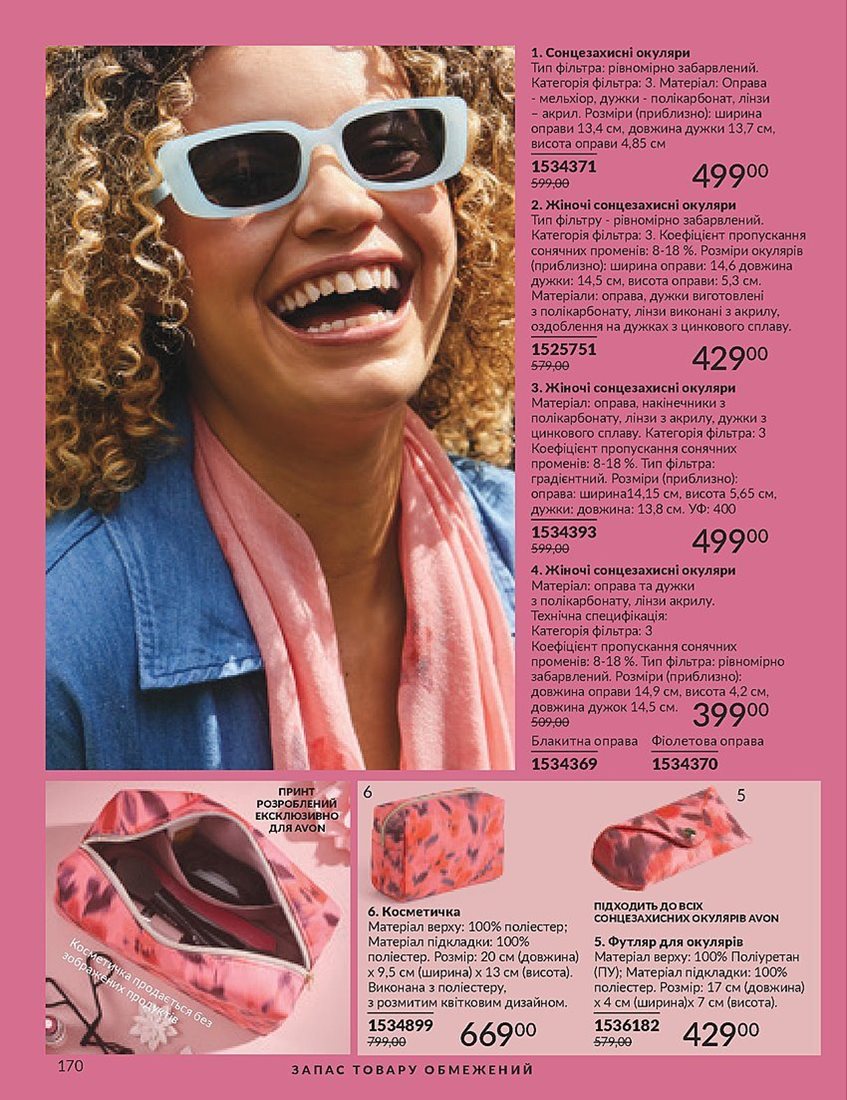 1. Сонцезахисні окуляри
Тип фільтра: рівномірно забарвлений.
Категорія фільтра: 3. Матеріал: Оправа
- мельхіор, дужки - полікарбонат, лінзи
– акрил. Розміри (приблизно): ширина
оправи 13,4 см, довжина дужки 13,7 см,
висота оправи 4,85 см
1534371
599,00
499⁰⁰
2. Жіночі сонцезахисні окуляри
Тип фільтру - рівномірно забарвлений.
Категорія фільтра: 3. Коефіцієнт пропускання
сонячних променів: 8-18 %. Розміри окулярів
(приблизно): ширина оправи: 14,6 довжина
дужки: 14,5 см, висота оправи: 5,3 см.
Матеріали: оправа, дужки виготовлені
з полікарбонату, лінзи виконані з акрилу,
оздоблення на дужках з цинкового сплаву.
1525751
579,00
429⁰⁰
3. Жіночі сонцезахисні окуляри
Матеріал: оправа, накінечники з
полікарбонату, лінзи з акрилу, дужки з
цинкового сплаву. Категорія фільтра: 3
Коефіцієнт пропускання сонячних
променів: 8-18 %. Тип фільтра:
градієнтний. Розміри (приблизно):
оправа: ширина14,15 см, висота 5,65 см,
дужки: довжина: 13,8 см. УФ: 400
1534393
599,00
499⁰⁰
4. Жіночі сонцезахисні окуляри
Матеріал: оправа та дужки
з полікарбонату, лінзи акрилу.
Технічна специфікація:
Категорія фільтра: 3
Коефіцієнт пропускання сонячних
променів: 8-18 %. Тип фільтра: рівномірно
забарвлений. Розміри (приблизно):
довжина оправи 14,9 см, висота 4,2 см,
довжина дужок 14,5 см.
509,00
399⁰⁰
Блакитна оправа Фіолетова оправа
1534369 1534370
ПРИНТ
РОЗРОБЛЕНИЙ
ЕКСКЛЮЗИВНО
ДЛЯ AVON
Косметичка продається без
зображених продуктів
6
6. Косметичка
Матеріал верху: 100% поліестер;
Матеріал підкладки: 100%
поліестер. Розмір: 20 см (довжина)
х 9,5 см (ширина) х 13 см (висота).
Виконана з поліестеру,
з розмитим квітковим дизайном.
1534899
799,00
669⁰⁰
5
ПІДХОДИТЬ ДО ВСІХ
СОНЦЕЗАХИСНИХ ОКУЛЯРІВ AVON
5. Футляр для окулярів
Матеріал верху: 100% Поліуретан
(ПУ); Матеріал підкладки: 100%
поліестер. Розмір: 17 см (довжина)
х 4 см (ширина)х 7 см (висота).
1536182
579,00
429⁰⁰
170
ЗАПАС ТОВАРУ ОБМЕЖЕНИЙ